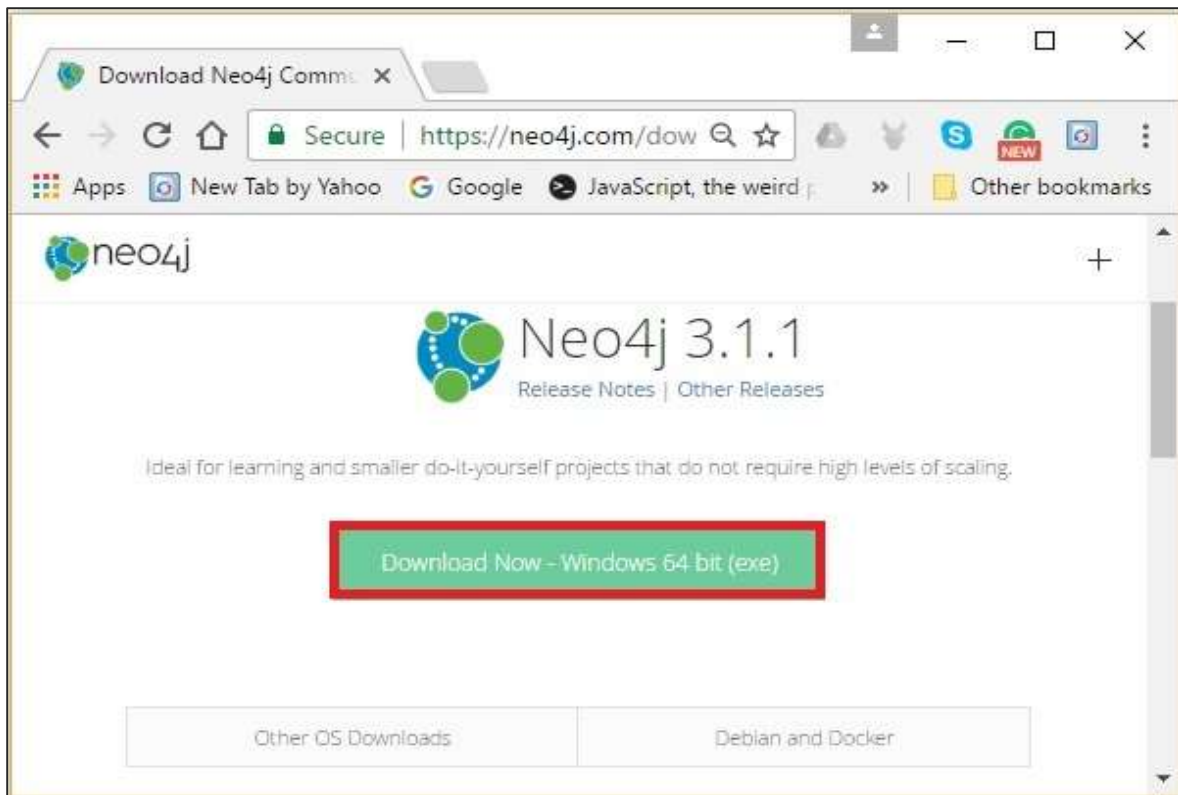 Download Neo4j Comm
Secure | https://neo4j.com/dow
NEW
Apps New Tab by Yahoo Google JavaScript, the weird » Other bookmarks
neo4j
Neo4j 3.1.1
Release Notes | Other Releases
Ideal for learning and smaller do-it-yourself projects that do not require high levels of scaling.
Download Now - Windows 64 bit (exe)
Other OS Downloads
Debian and Docker